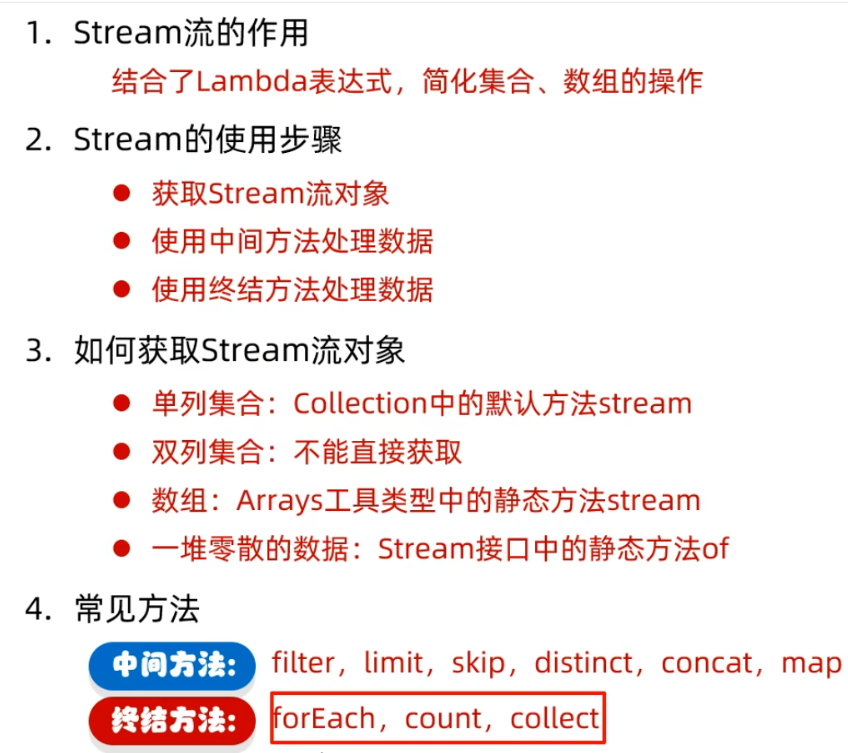 1. Stream流的作用
结合了Lambda表达式，简化集合、数组的操作
2. Stream的使用步骤
● 获取Stream流对象
● 使用中间方法处理数据
● 使用终结方法处理数据
3. 如何获取Stream流对象
● 单列集合：Collection中的默认方法stream
● 双列集合：不能直接获取
● 数组：Arrays工具类型中的静态方法stream
● 一堆零散的数据：Stream接口中的静态方法of
4. 常见方法
中间方法: filter，limit，skip，distinct，concat，map
终结方法: forEach，count，collect